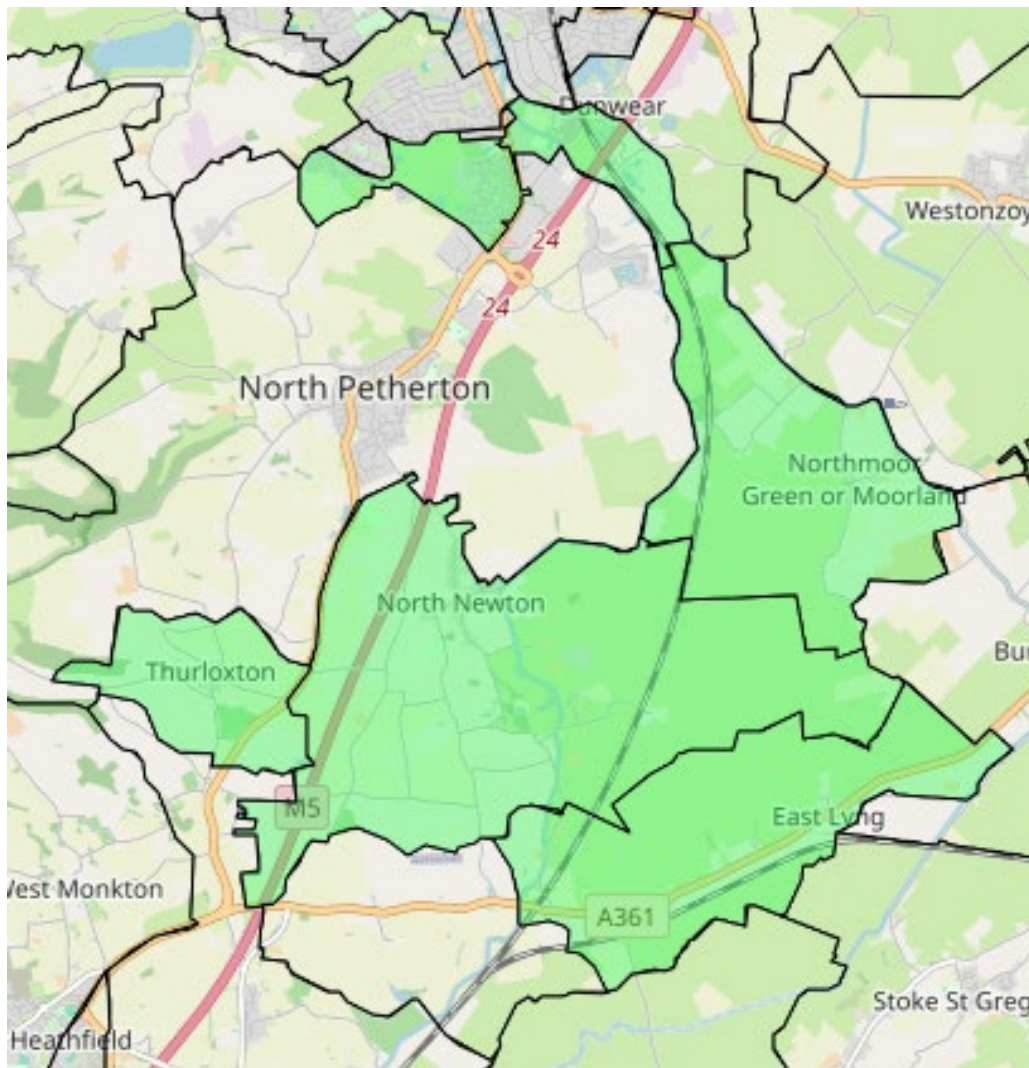 Dunwear
Westonzoy
24
24
North Petherton
Northmoor
Green or Moorland
North Newton
Bu
Thurloxton
M5
East Lyng
West Monkton
A361
Stoke St Greg
Heathfield